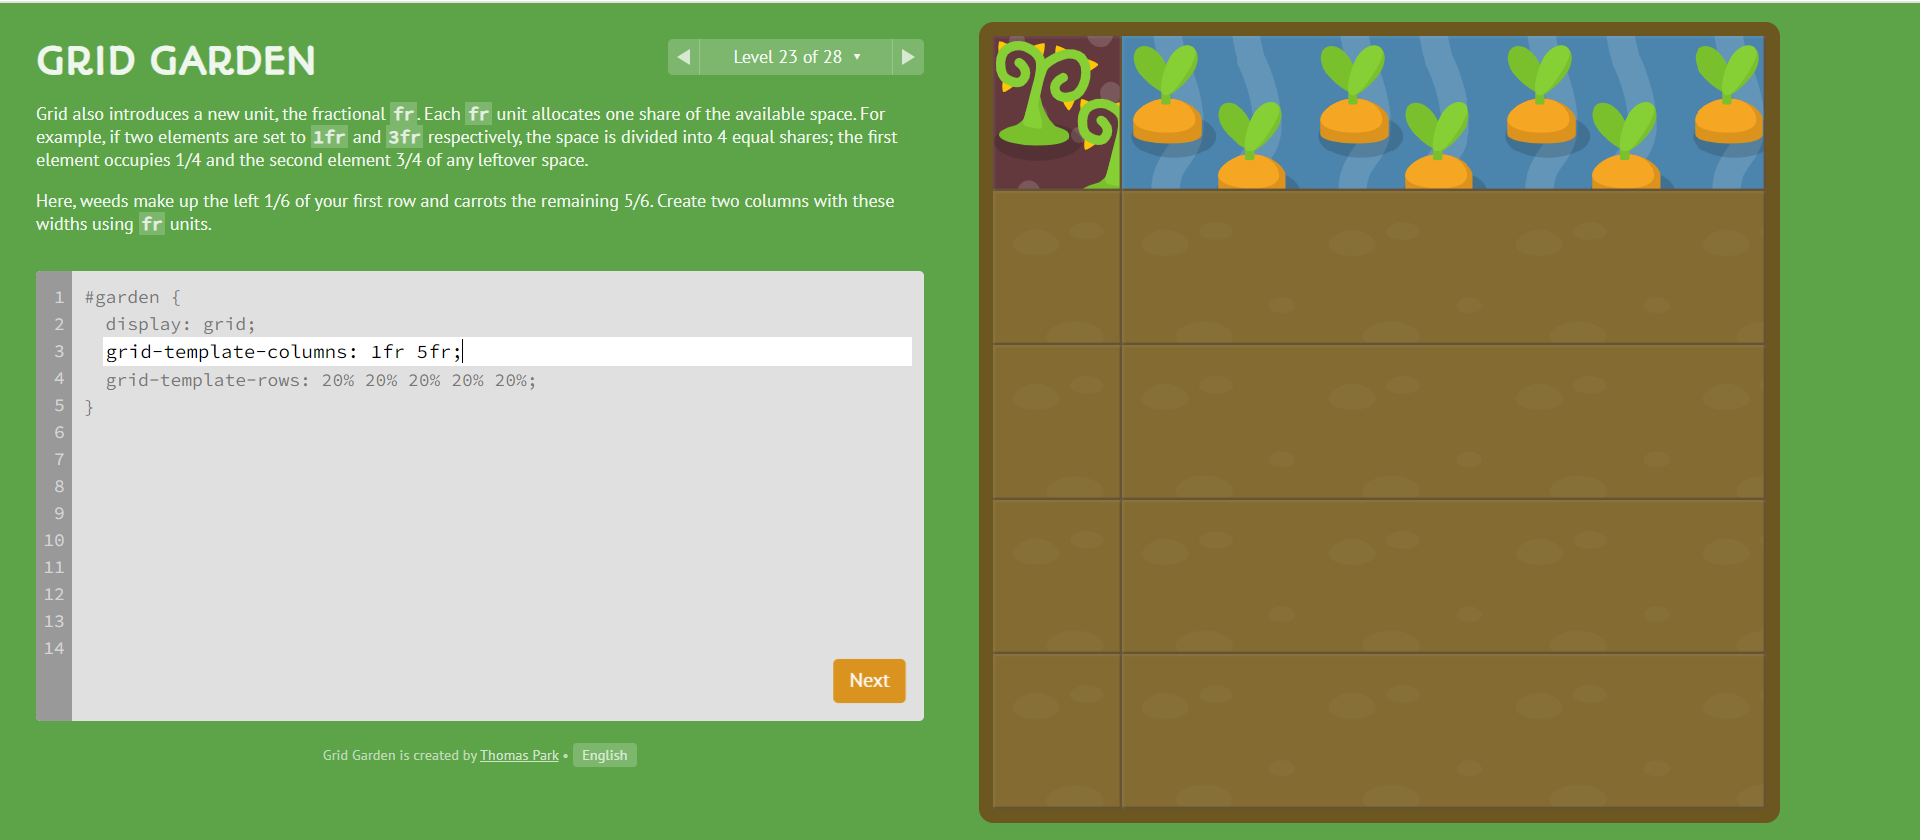 GRID GARDEN
Level 23 of 28 ▾
Grid also introduces a new unit, the fractional fr. Each fr unit allocates one share of the available space. For
example, if two elements are set to 1fr and 3fr respectively, the space is divided into 4 equal shares; the first
element occupies 1/4 and the second element 3/4 of any leftover space.
Here, weeds make up the left 1/6 of your first row and carrots the remaining 5/6. Create two columns with these
widths using fr units.
1 #garden {
2 display: grid;
3 grid-template-columns: 1fr 5fr;
4 grid-template-rows: 20% 20% 20% 20% 20%;
5 }
6
7
8
9
10
11
12
13
14
Next
Grid Garden is created by Thomas Park • English